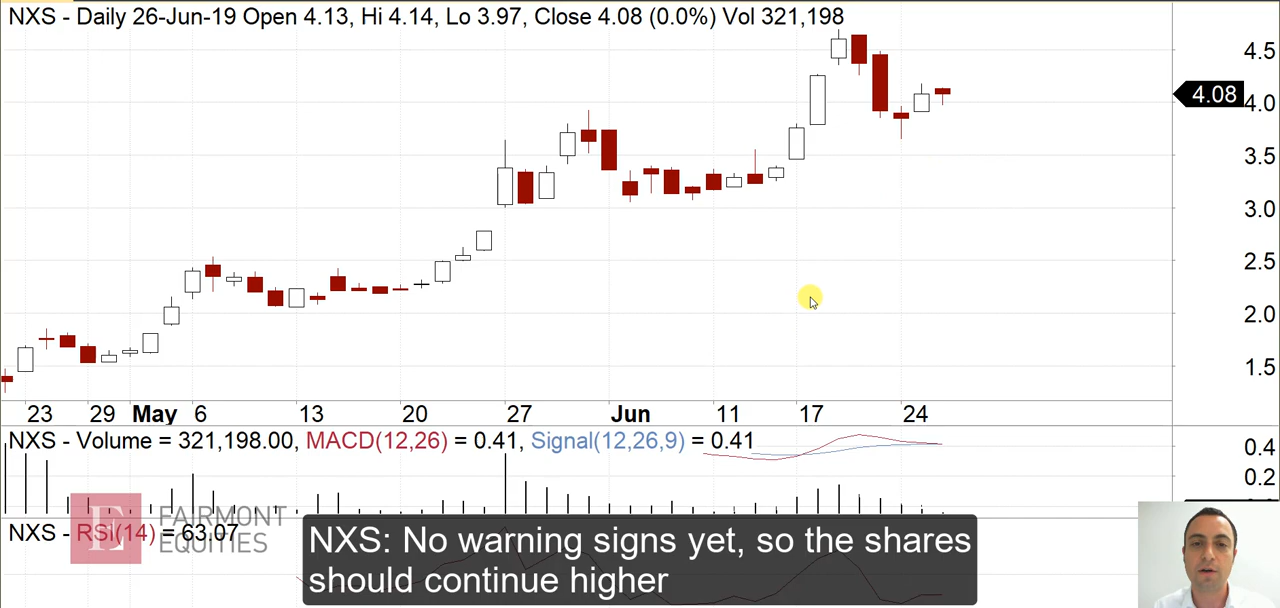 NXS - Daily 26-Jun-19 Open 4.13, Hi 4.14, Lo 3.97, Close 4.08 (0.0%) Vol 321,198
4.5
4.08
4.0
3.5
3.0
2.5
2.0
1.5
23 29 May 6 13 20 27 Jun 11 17 24
NXS - Volume = 321,198.00, MACD(12,26) = 0.41, Signal(12,26,9) = 0.41
0.4
0.2
NXS - RSI(14) = 63.07
E FAIRMONT
EQUITIES
NXS: No warning signs yet, so the shares
should continue higher